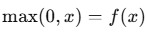 max(0, x) = f(x)